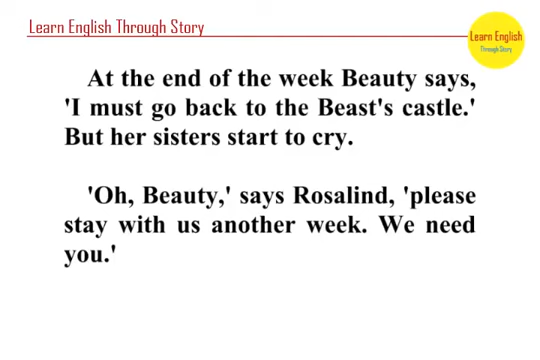 Learn English Through Story
Learn English
Through Story
At the end of the week Beauty says,
'I must go back to the Beast's castle.'
But her sisters start to cry.
'Oh, Beauty,' says Rosalind, 'please
stay with us another week. We need
you.'